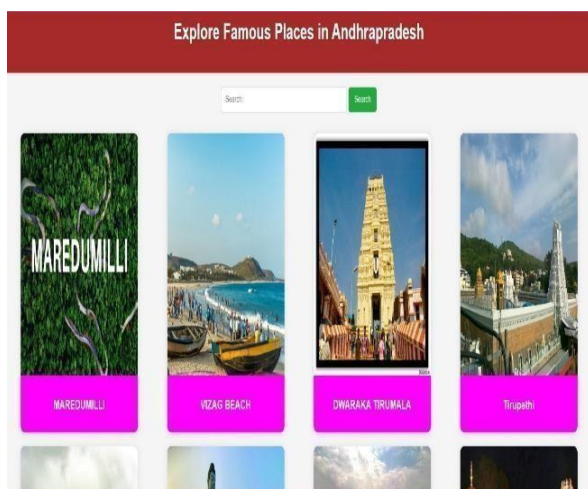 Explore Famous Places in Andhrapradesh
Search:
Search
MAREDUMILLI
MAREDUMILLI
VIZAG BEACH
DWARAKA TIRUMALA
Tirupathi